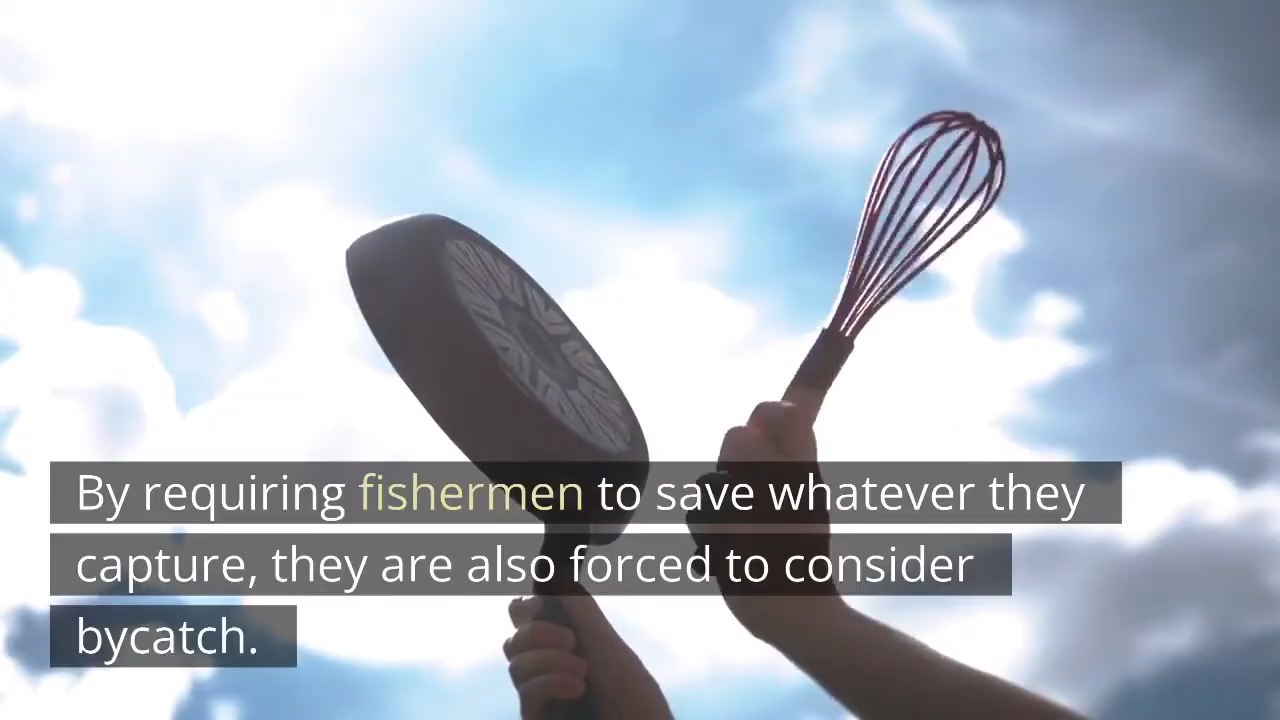 By requiring fishermen to save whatever they
capture, they are also forced to consider
bycatch.